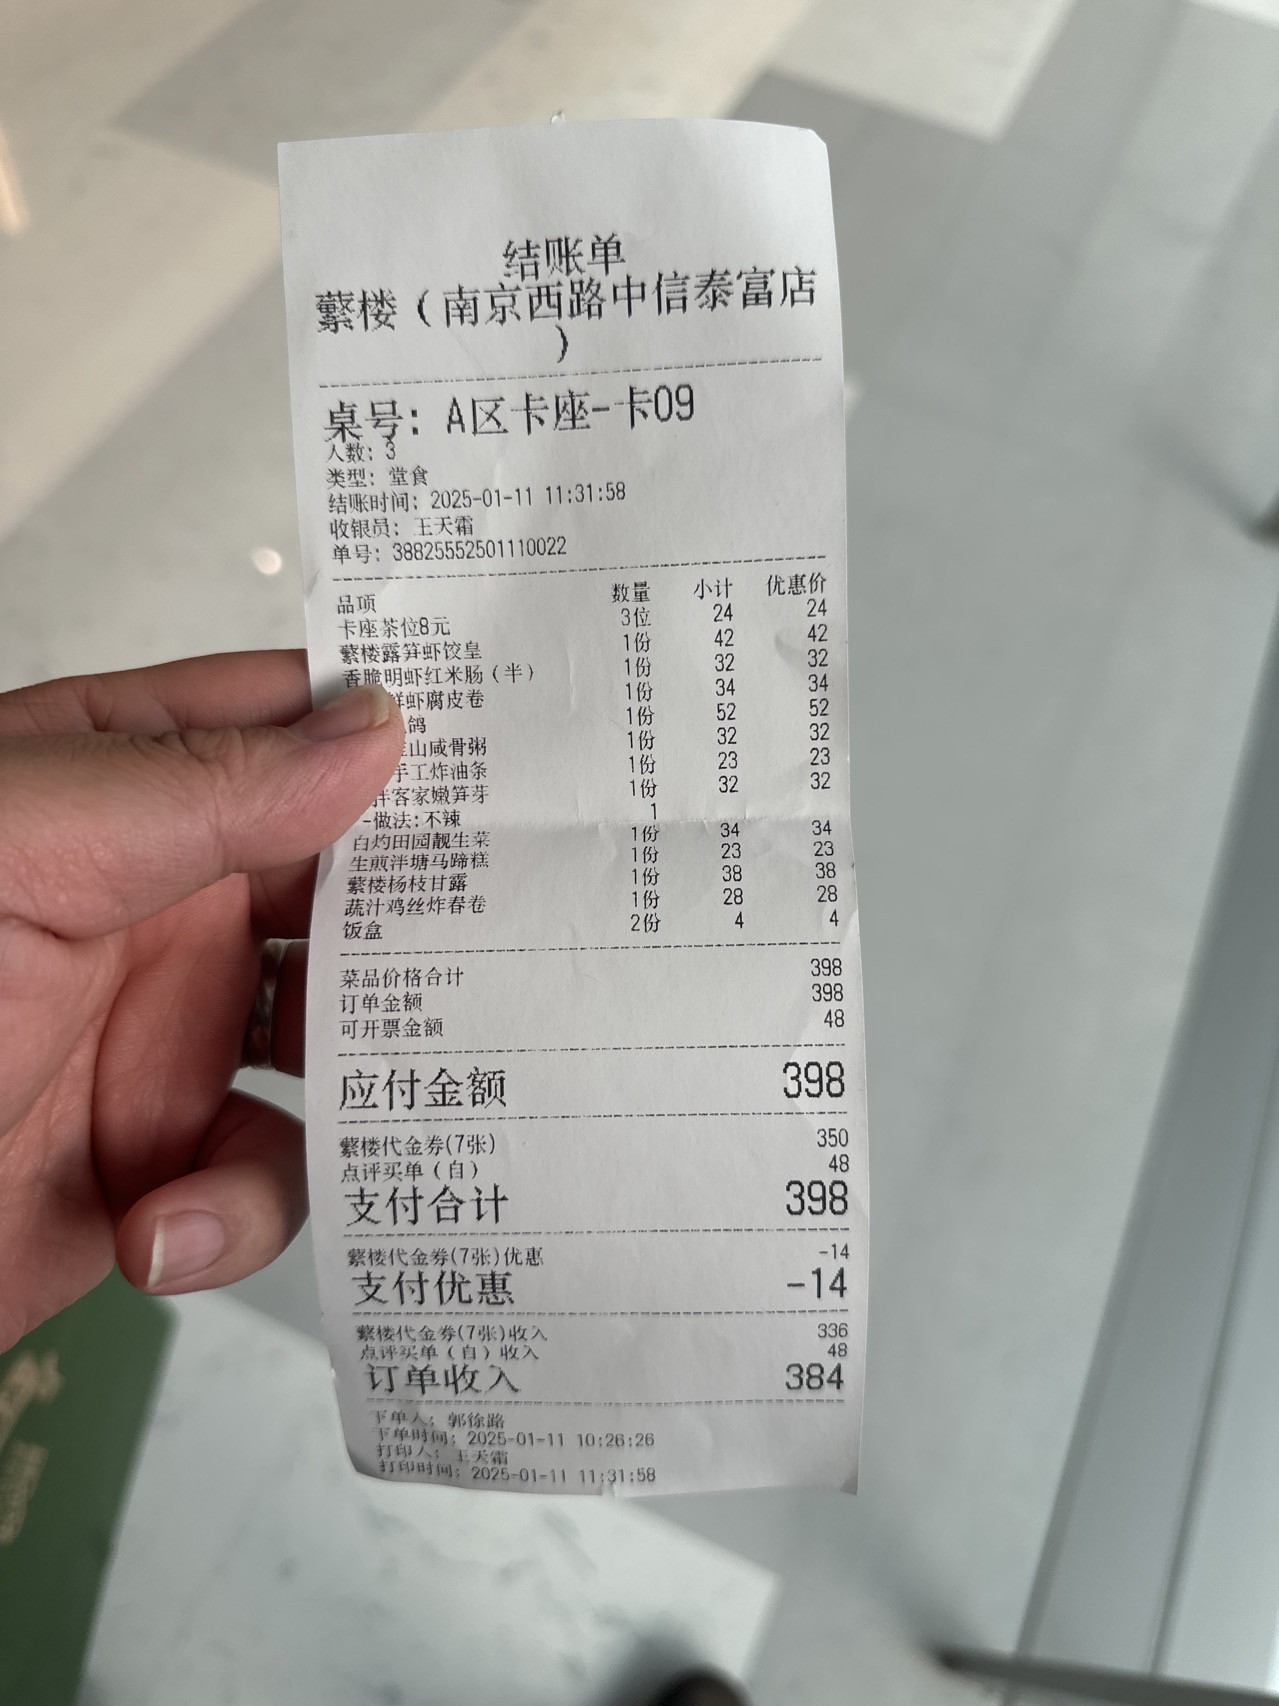 结账单
蘩楼（南京西路中信泰富店
）
桌号: A区卡座-卡09
人数: 3
类型: 堂食
结账时间: 2025-01-11 11:31:58
收银员: 王天霜
单号: 38825552501110022
品项 数量 小计 优惠价
卡座茶位8元 3位 24 24
蘩楼露笋虾饺皇 1份 42 42
香脆明虾红米肠（半） 1份 32 32
鲜虾腐皮卷 1份 34 34
鸽 1份 52 52
山咸骨粥 1份 32 32
手工炸油条 1份 23 23
拌客家嫩笋芽 1份 32 32
-做法:不辣 1
白灼田园靓生菜 1份 34 34
生煎泮塘马蹄糕 1份 23 23
蘩楼杨枝甘露 1份 38 38
蔬汁鸡丝炸春卷 1份 28 28
饭盒 2份 4 4
菜品价格合计 398
订单金额 398
可开票金额 48
应付金额 398
蘩楼代金券(7张) 350
点评买单（自） 48
支付合计 398
蘩楼代金券(7张)优惠 -14
支付优惠 -14
蘩楼代金券(7张)收入 336
点评买单（自）收入 48
订单收入 384
下单人: 郭徐路
下单时间: 2025-01-11 10:26:26
打印人: 王天霜
打印时间: 2025-01-11 11:31:58